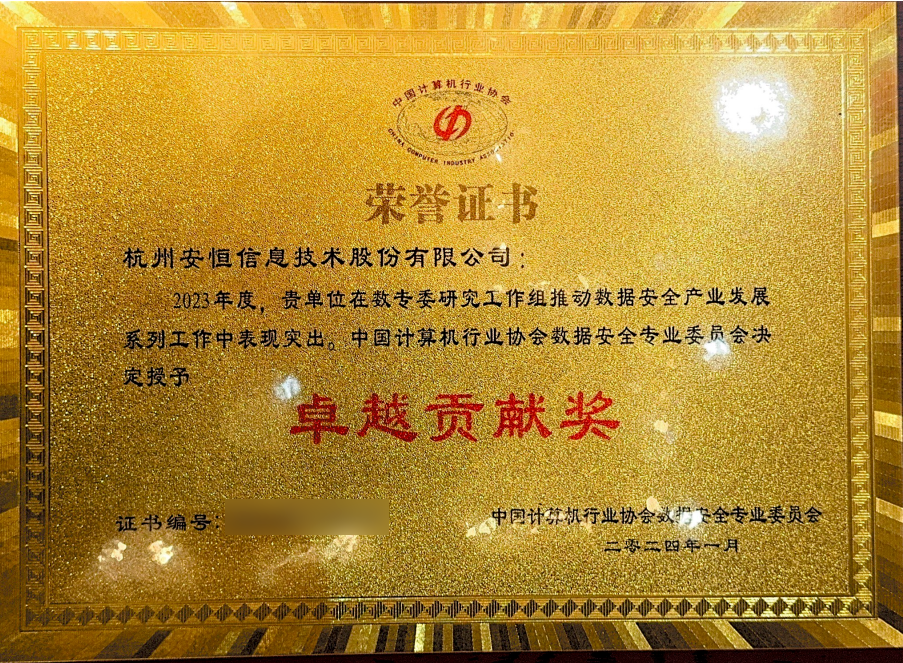 中国计算机行业协会
CHINA COMPUTER INDUSTRY ASSOCIATIO
荣誉证书
杭州安恒信息技术股份有限公司：
2023年度，贵单位在数专委研究工作组推动数据安全产业发展
系列工作中表现突出。中国计算机行业协会数据安全专业委员会决
定授予
卓越贡献奖
证书编号：
中国计算机行业协会数据安全专业委员会
二零二四年一月